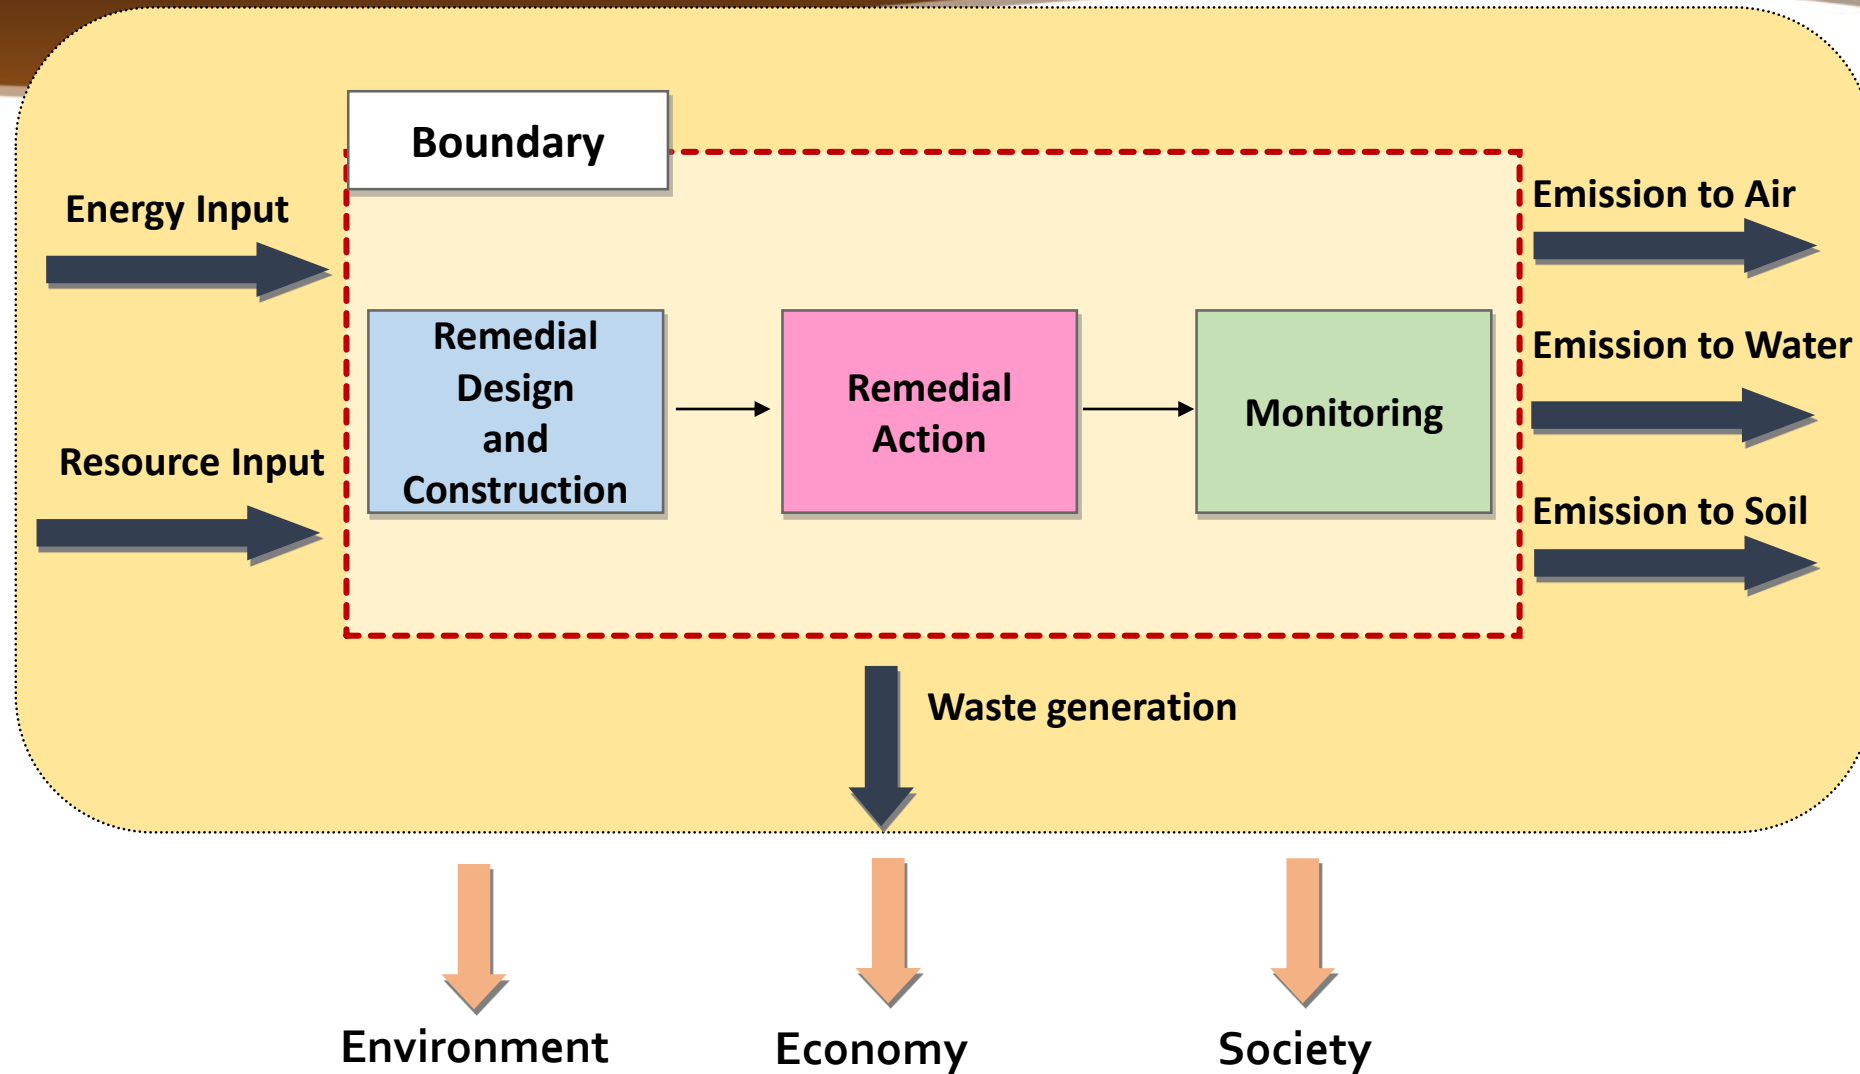 Boundary
Energy Input
Resource Input
Remedial
Design
and
Construction
Remedial
Action
Monitoring
Emission to Air
Emission to Water
Emission to Soil
Waste generation
Environment
Economy
Society